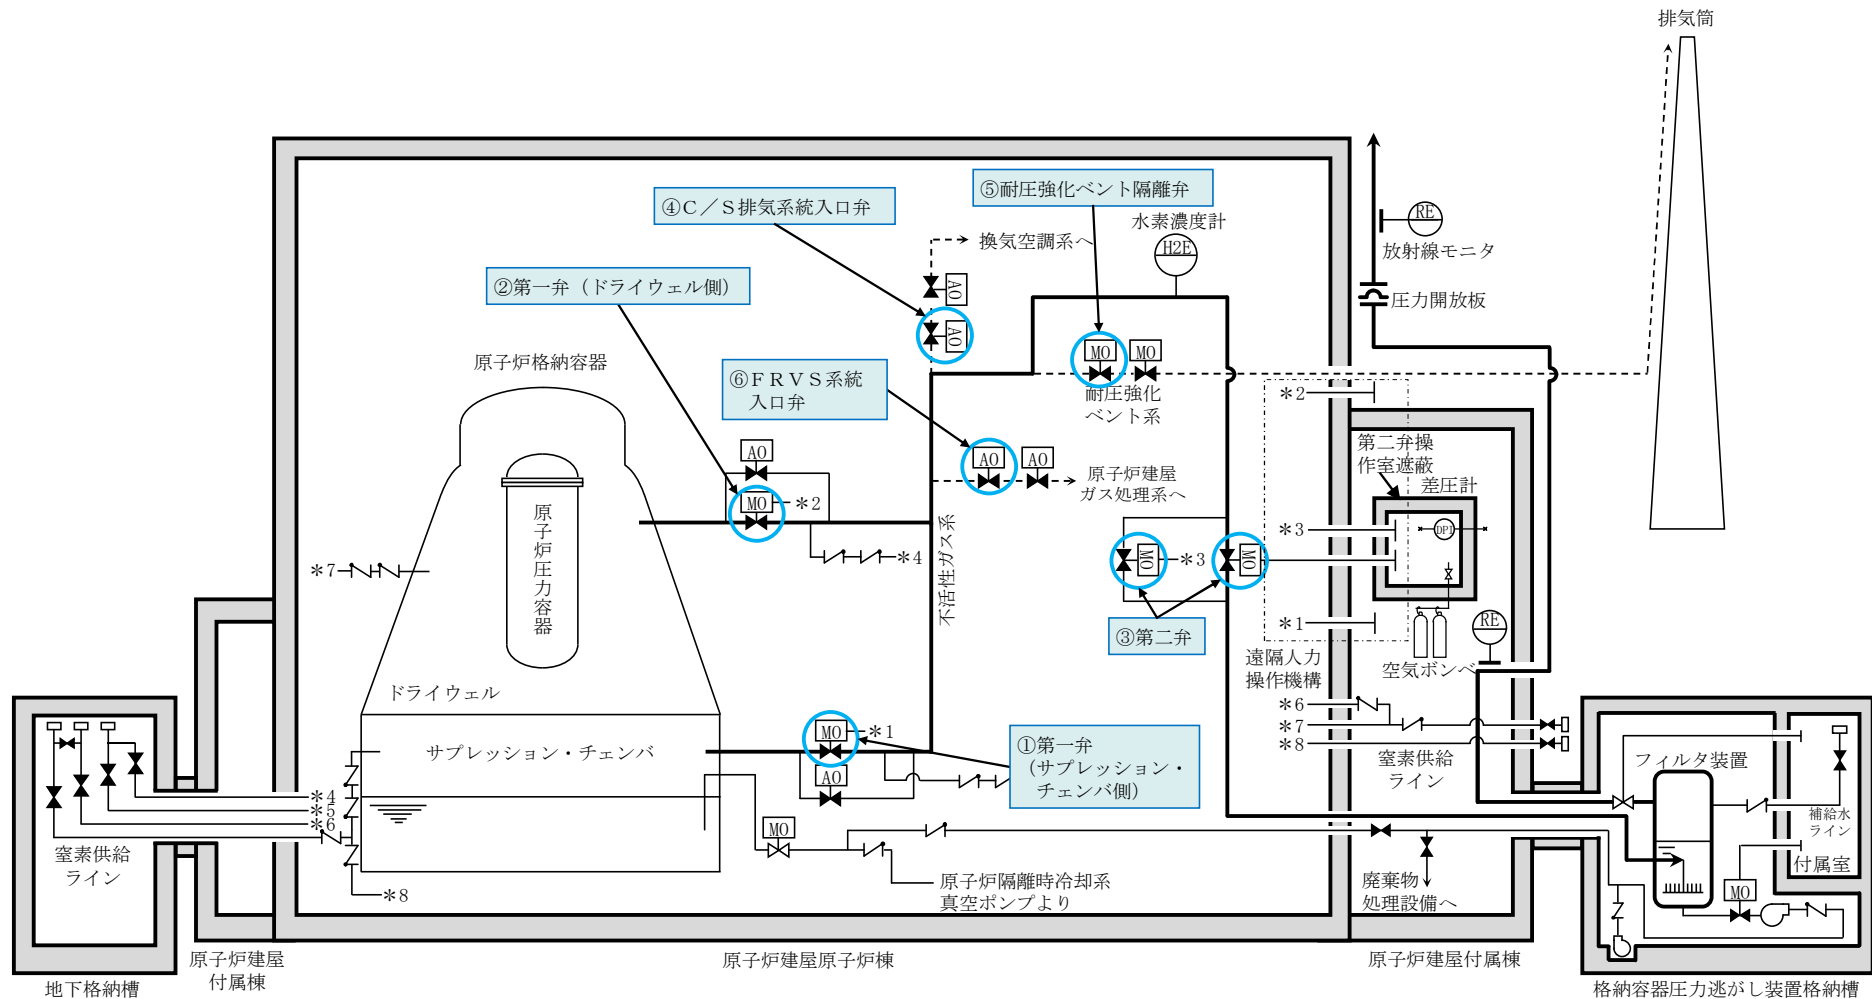 排気筒
⑤耐圧強化ベント隔離弁
④Ｃ／Ｓ排気系統入口弁
水素濃度計
H2E
RE
放射線モニタ
換気空調系へ
AO
②第一弁（ドライウェル側）
圧力開放板
AO
原子炉格納容器
MO
MO
⑥ＦＲＶＳ系統
入口弁
耐圧強化
ベント系
＊2
第二弁操
作室遮蔽
AO
AO
AO
原子炉建屋
ガス処理系へ
差圧計
MO
＊2
原
子
炉
圧
力
容
器
不活性ガス系
＊3
DPI
＊4
MO
＊3
MO
＊7
＊1
RE
③第二弁
遠隔人力
操作機構
空気ボンベ
ドライウェル
＊6
＊7
＊8
MO
＊1
サプレッション・チェンバ
①第一弁
（サプレッション・
チェンバ側）
AO
窒素供給
ライン
フィルタ装置
＊4
＊5
＊6
補給水
ライン
MO
窒素供給
ライン
付属室
＊8
原子炉隔離時冷却系
真空ポンプより
廃棄物
処理設備へ
MO
原子炉建屋
付属棟
原子炉建屋原子炉棟
原子炉建屋付属棟
地下格納槽
格納容器圧力逃がし装置格納槽